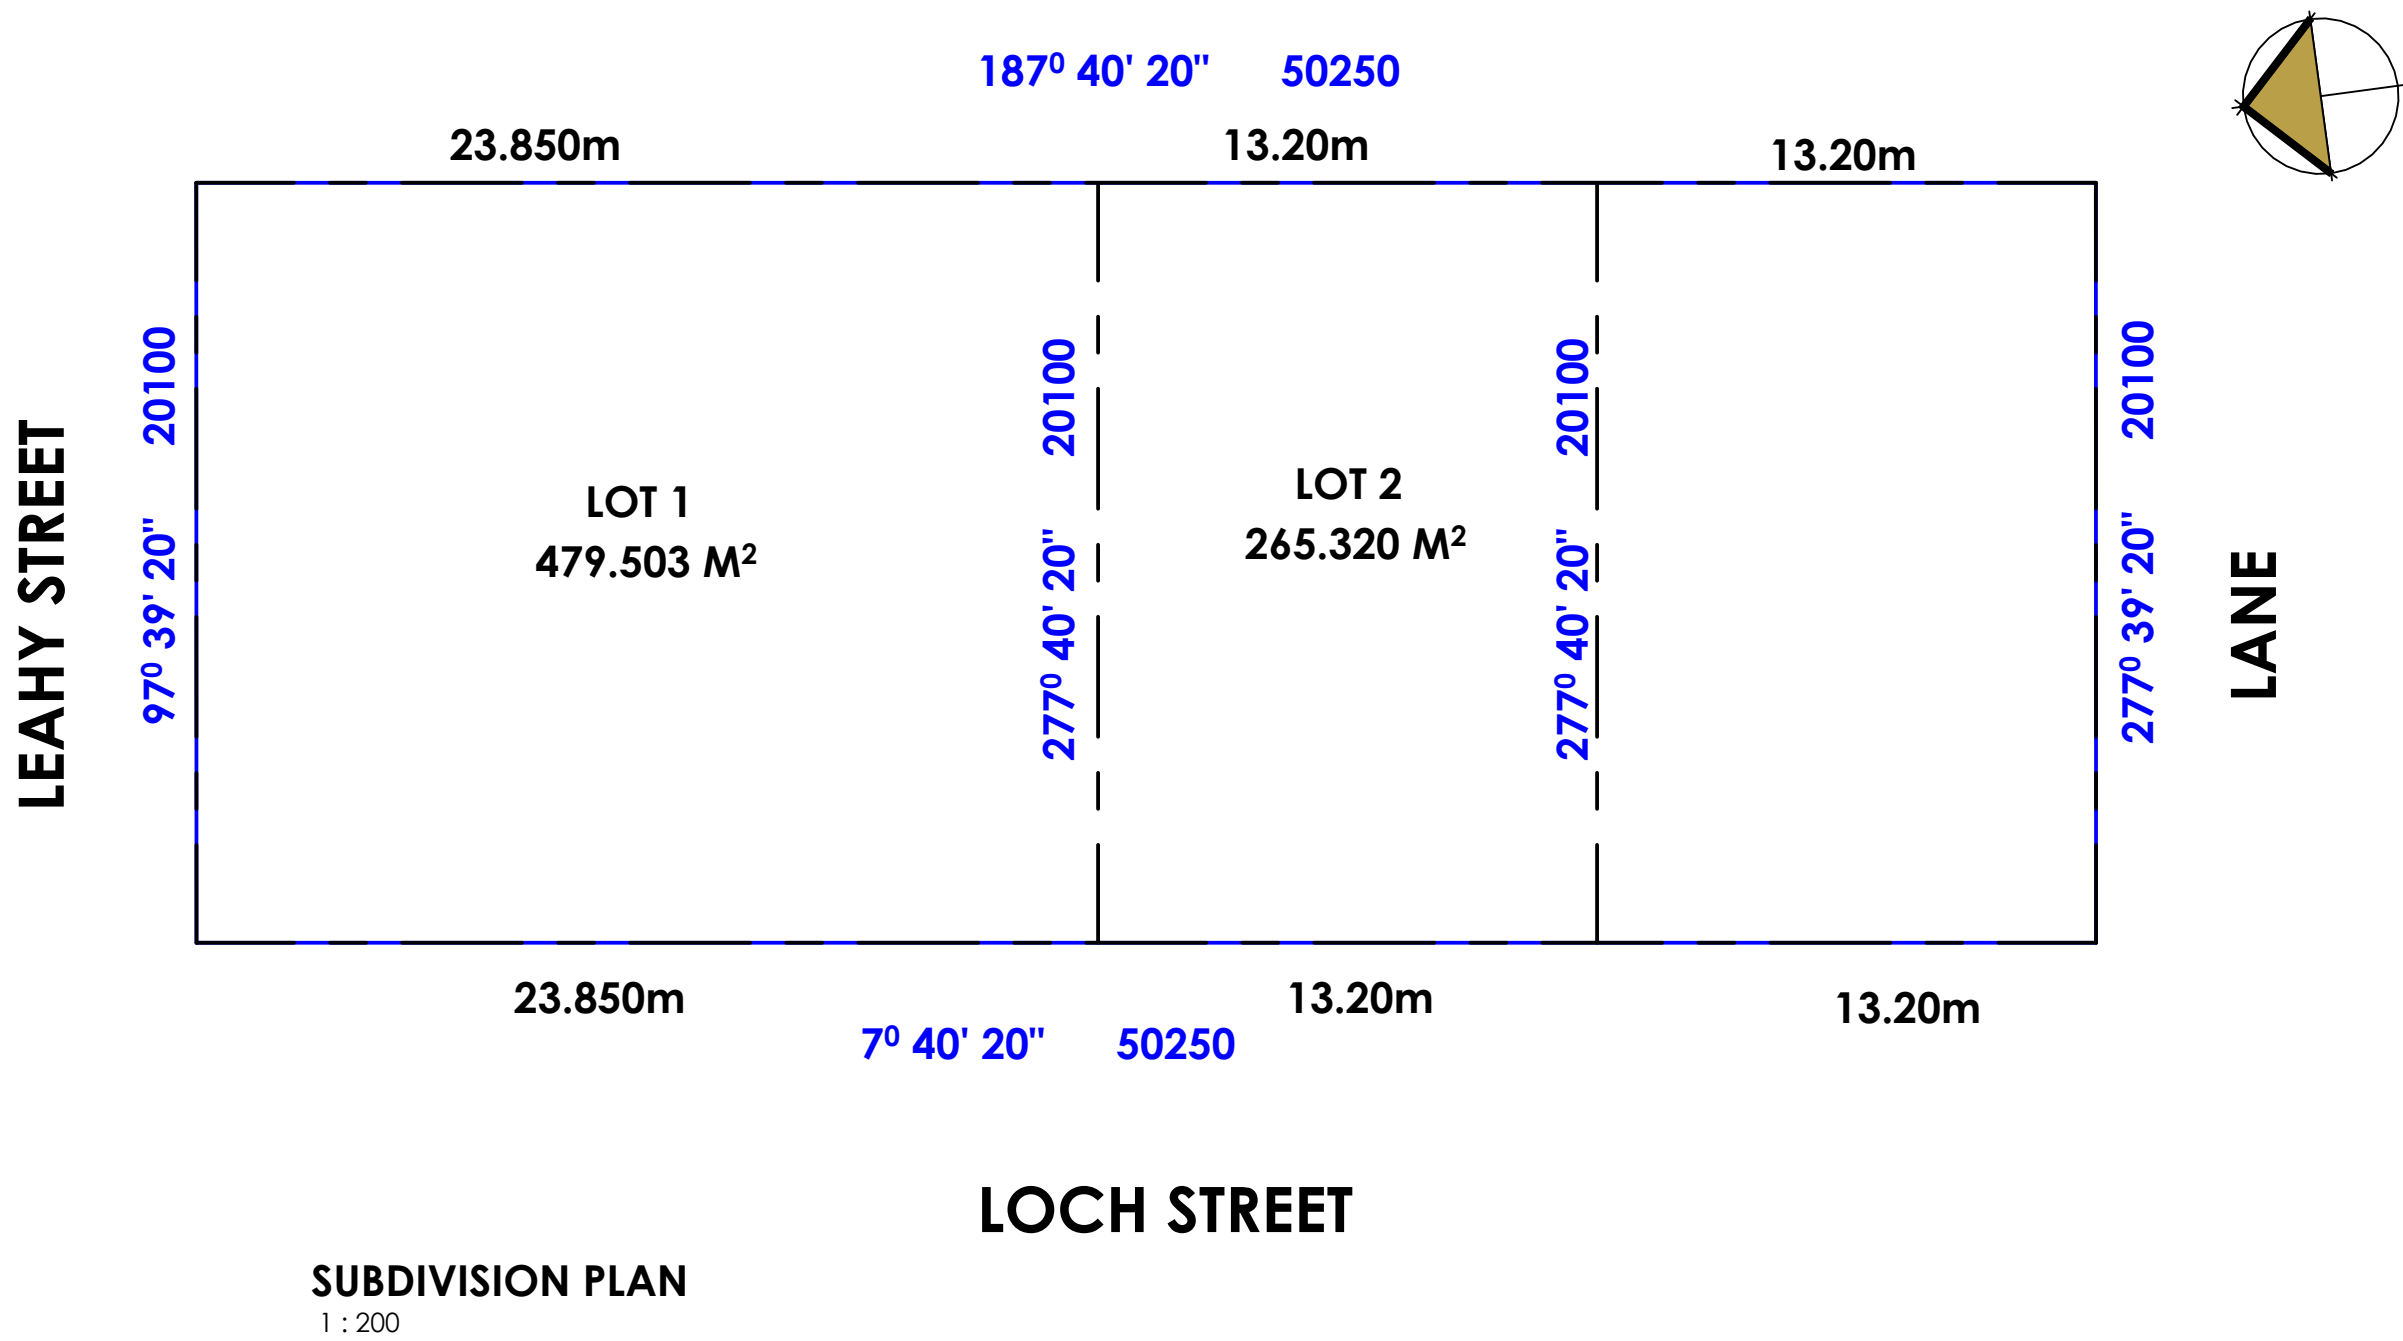 187⁰ 40' 20" 50250
23.850m 13.20m 13.20m
LEAHY STREET
97⁰ 39' 20" 20100
LOT 1
479.503 M²
277⁰ 40' 20" 20100
LOT 2
265.320 M²
277⁰ 40' 20" 20100
277⁰ 39' 20" 20100
LANE
23.850m 13.20m 13.20m
7⁰ 40' 20" 50250
LOCH STREET
SUBDIVISION PLAN
1 : 200